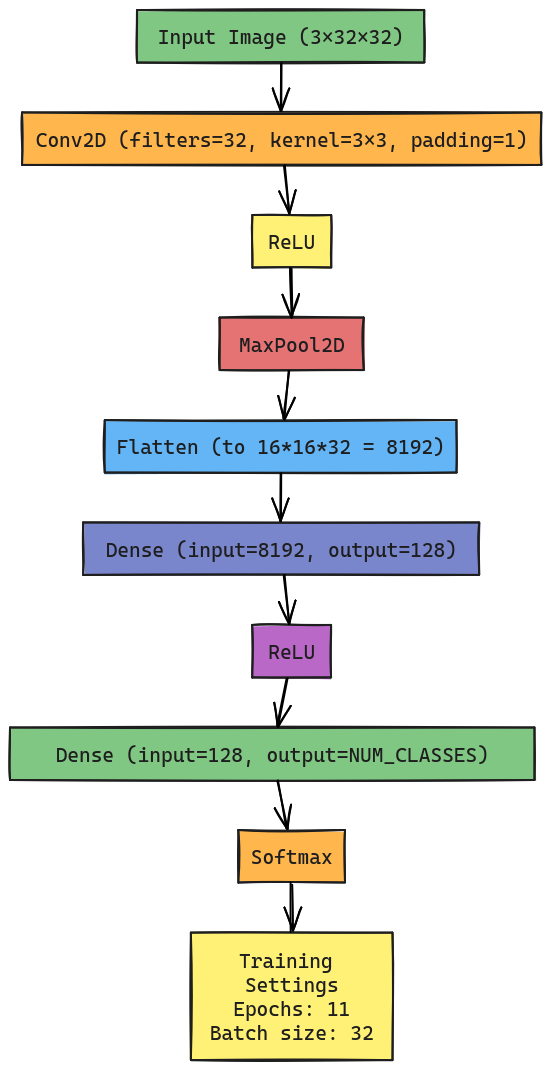 Input Image (3×32×32)
Conv2D (filters=32, kernel=3×3, padding=1)
ReLU
MaxPool2D
Flatten (to 16*16*32 = 8192)
Dense (input=8192, output=128)
ReLU
Dense (input=128, output=NUM_CLASSES)
Softmax
Training
Settings
Epochs: 11
Batch size: 32